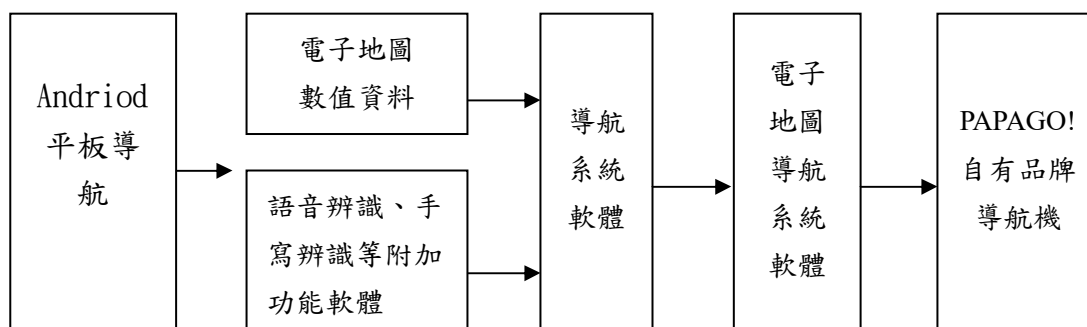 Andriod
平板導
航
電子地圖
數值資料
語音辨識、手
寫辨識等附加
功能軟體
導航
系統
軟體
電子
地圖
導航
系統
軟體
PAPAGO!
自有品牌
導航機